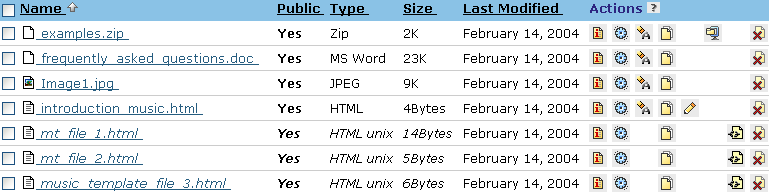 Name Public Type Size Last Modified Actions ?
examples.zip Yes Zip 2K February 14, 2004
frequently_asked_questions.doc Yes MS Word 23K February 14, 2004
Image1.jpg Yes JPEG 9K February 14, 2004
introduction_music.html Yes HTML 4Bytes February 14, 2004
mt_file_1.html Yes HTML unix 14Bytes February 14, 2004
mt_file_2.html Yes HTML unix 5Bytes February 14, 2004
music_template_file_3.html Yes HTML unix 6Bytes February 14, 2004